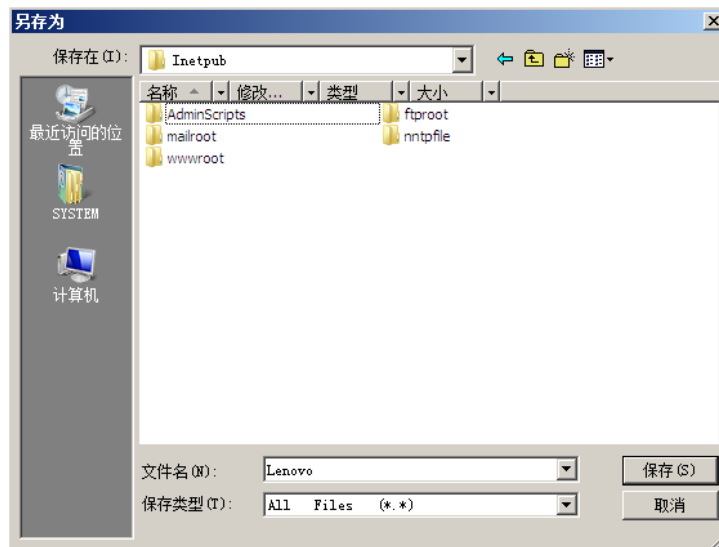 另存为
保存在(I):
Inetpub
名称 修改... 类型 大小
AdminScripts
ftproot
mailroot
nntpfile
wwwroot
最近访问的位
置
SYSTEM
计算机
文件名(N):
Lenovo
保存(S)
保存类型(T):
All Files (*.*)
取消